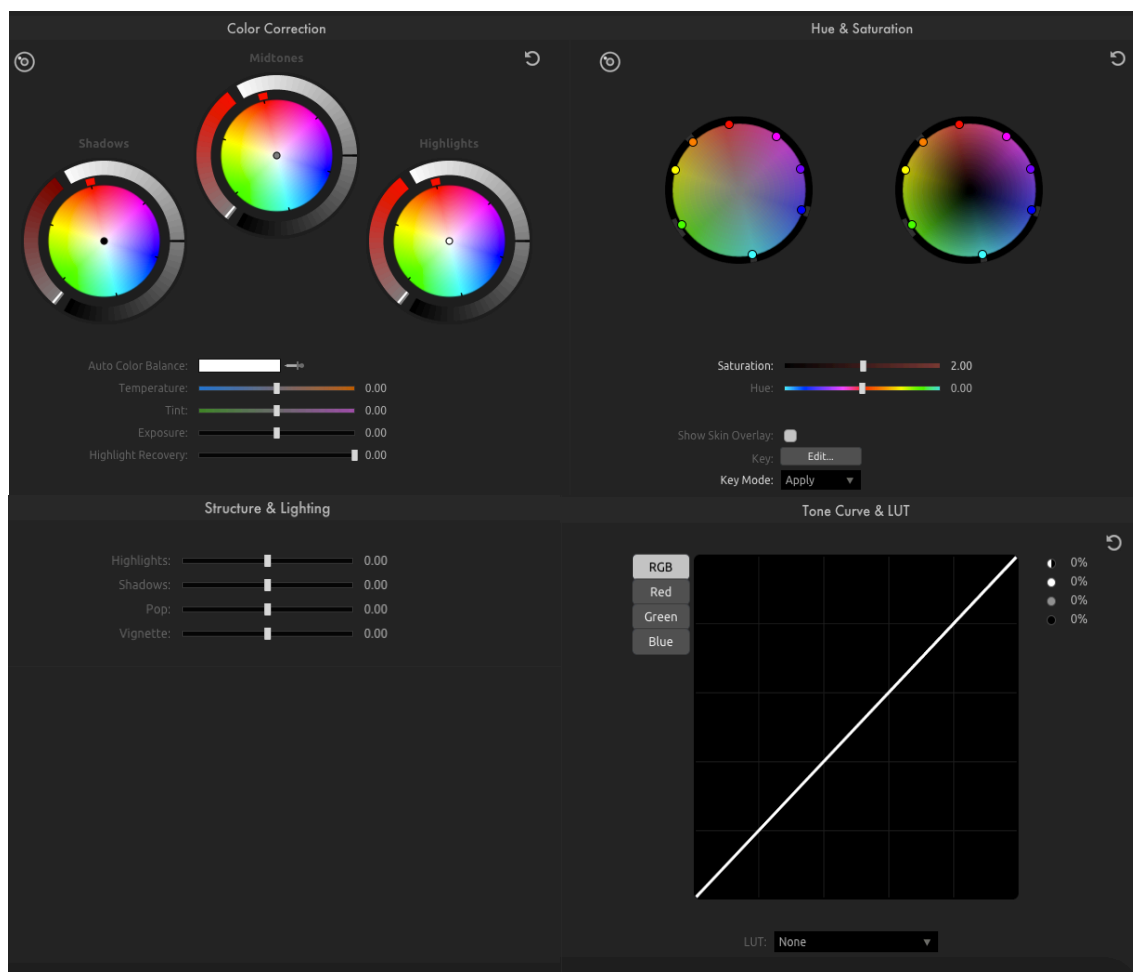 Color Correction
Midtones
Shadows
Highlights
Auto Color Balance:
Temperature: 0.00
Tint: 0.00
Exposure: 0.00
Highlight Recovery: 0.00
Hue & Saturation
Saturation: 2.00
Hue: 0.00
Show Skin Overlay:
Key: Edit...
Key Mode: Apply
Structure & Lighting
Highlights: 0.00
Shadows: 0.00
Pop: 0.00
Vignette: 0.00
Tone Curve & LUT
RGB
Red
Green
Blue
0%
0%
0%
0%
LUT: None